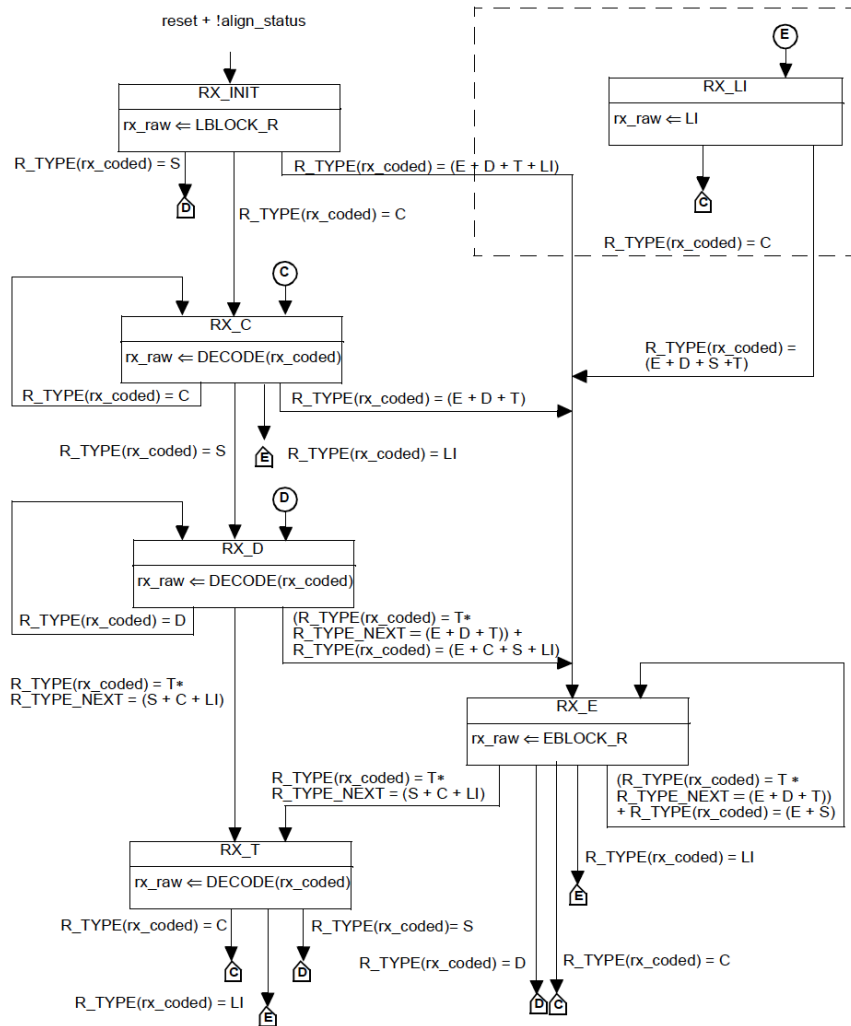 reset + !align_status
E
RX_INIT
rx_raw ⇐ LBLOCK_R
RX_LI
rx_raw ⇐ LI
R_TYPE(rx_coded) = S
D
R_TYPE(rx_coded) = (E + D + T + LI)
C
R_TYPE(rx_coded) = C
R_TYPE(rx_coded) = C
C
RX_C
rx_raw ⇐ DECODE(rx_coded)
R_TYPE(rx_coded) =
(E + D + S +T)
R_TYPE(rx_coded) = C
R_TYPE(rx_coded) = (E + D + T)
R_TYPE(rx_coded) = S
E
R_TYPE(rx_coded) = LI
D
RX_D
rx_raw ⇐ DECODE(rx_coded)
R_TYPE(rx_coded) = D
(R_TYPE(rx_coded) = T*
R_TYPE_NEXT = (E + D + T)) +
R_TYPE(rx_coded) = (E + C + S + LI)
R_TYPE(rx_coded) = T*
R_TYPE_NEXT = (S + C + LI)
RX_E
rx_raw ⇐ EBLOCK_R
R_TYPE(rx_coded) = T*
R_TYPE_NEXT = (S + C + LI)
(R_TYPE(rx_coded) = T *
R_TYPE_NEXT = (E + D + T))
+ R_TYPE(rx_coded) = (E + S)
RX_T
rx_raw ⇐ DECODE(rx_coded)
R_TYPE(rx_coded) = LI
E
R_TYPE(rx_coded) = C
C
R_TYPE(rx_coded)= S
D
R_TYPE(rx_coded) = D
R_TYPE(rx_coded) = C
D
C
R_TYPE(rx_coded) = LI
E